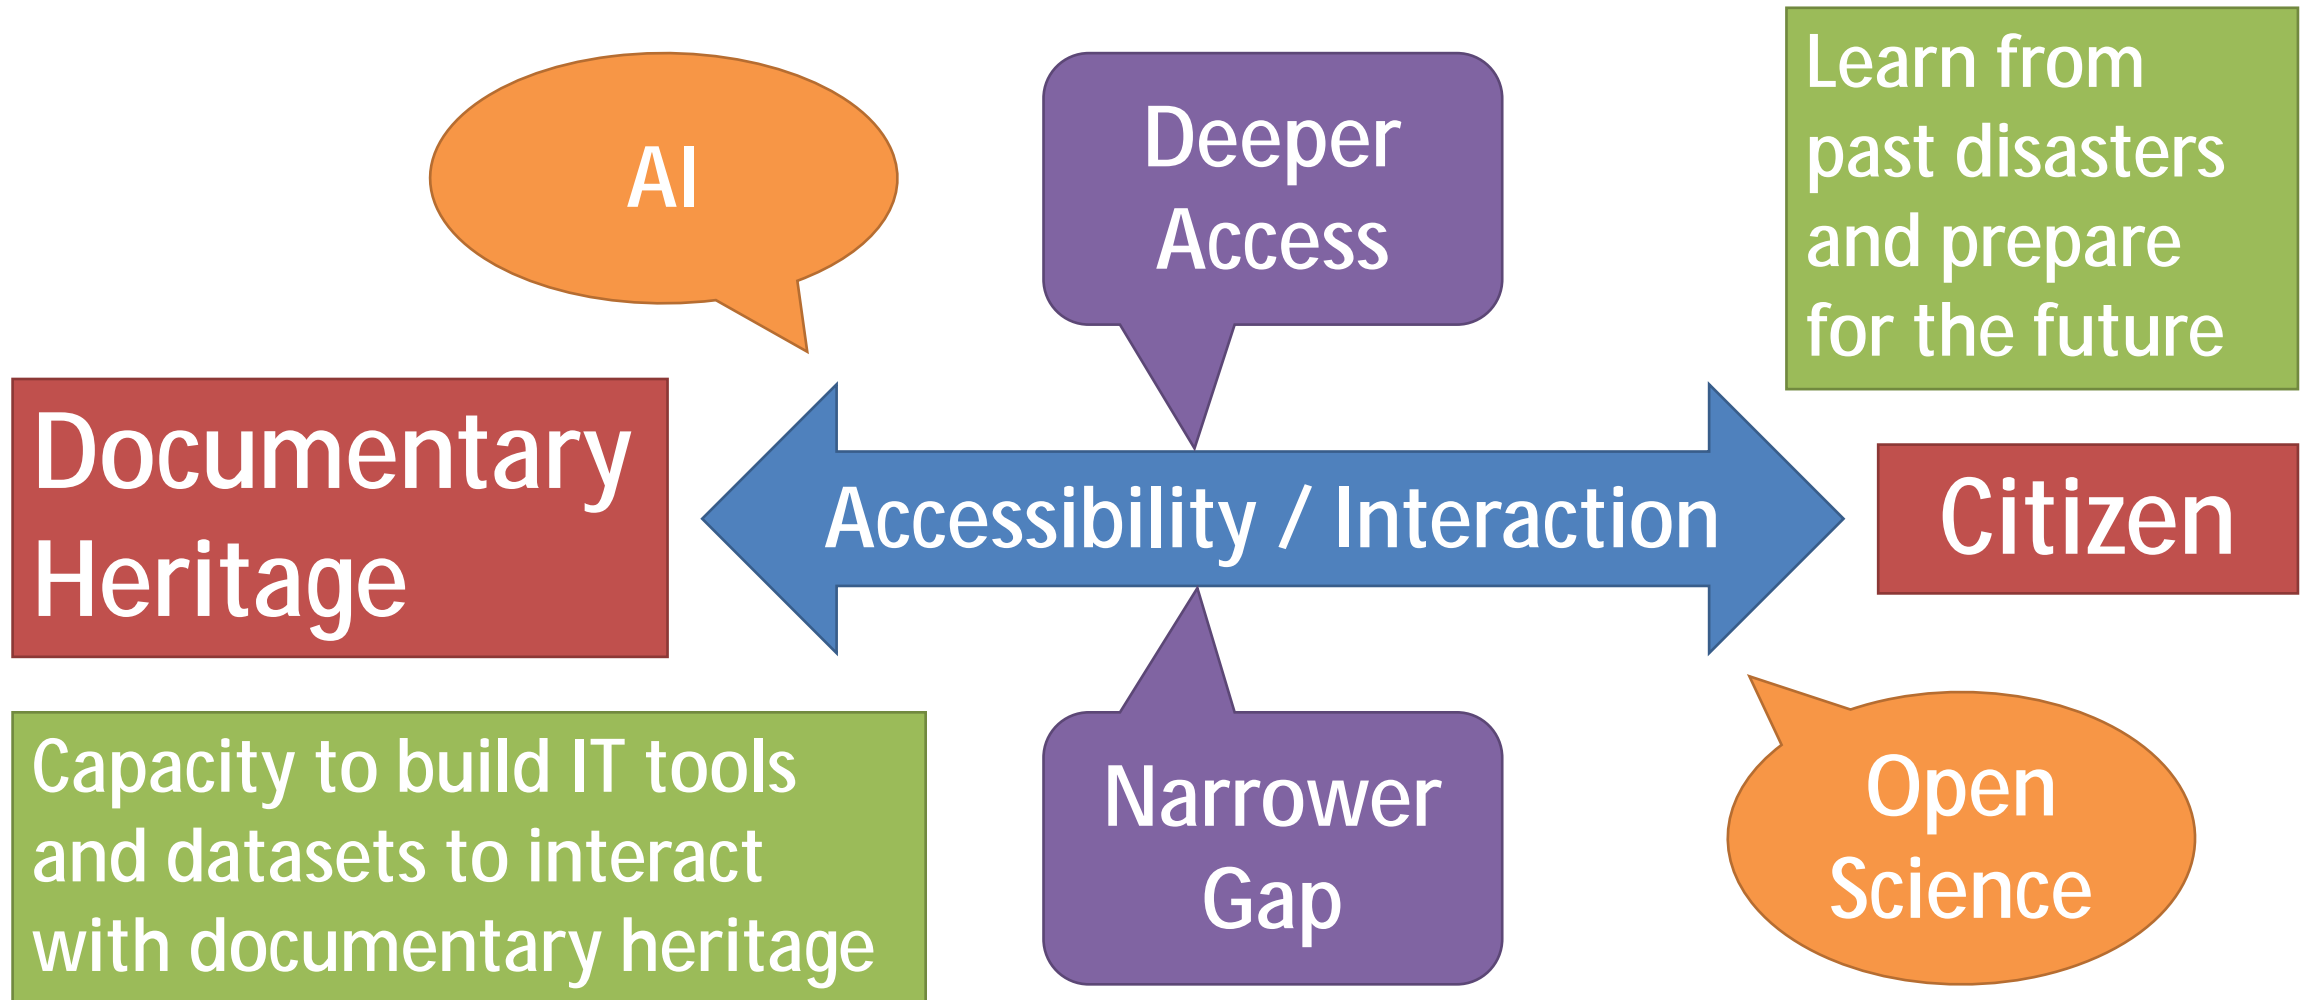 AI
Deeper
Access
Learn from
past disasters
and prepare
for the future
Documentary
Heritage
Accessibility / Interaction
Citizen
Capacity to build IT tools
and datasets to interact
with documentary heritage
Narrower
Gap
Open
Science